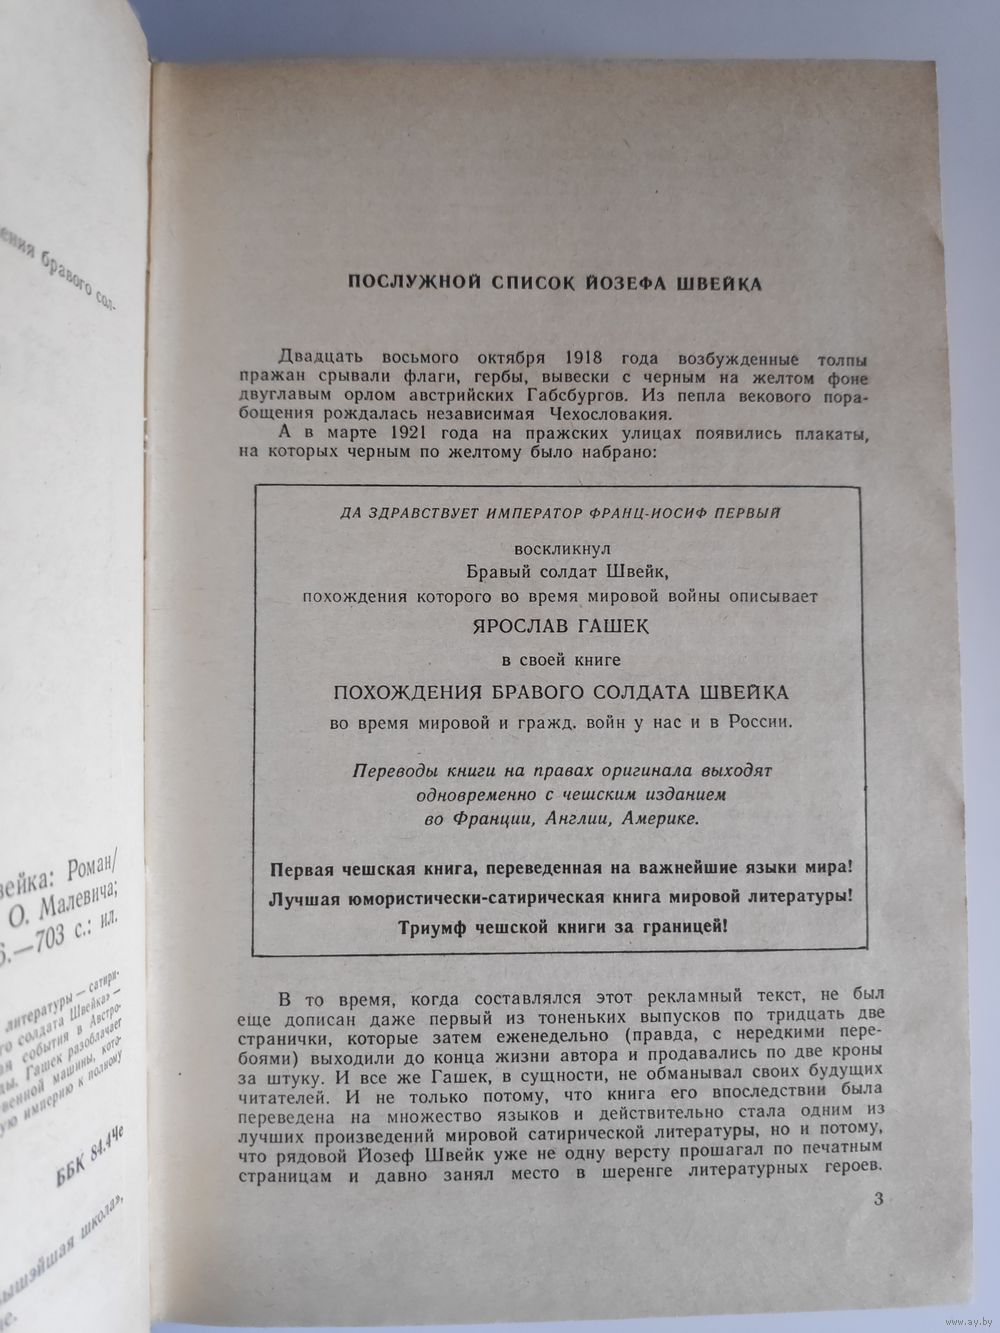 ения бравого сол-
вейка: Роман/
О. Малевича;
6.—703 с.: ил.
литературы — сатири-
го солдата Швейка» —
события в Австро-
ды. Гашек разоблачает
твенной машины, кото-
ую империю к полному
ББК 84.4Че
ышэйшая школа»,
ПОСЛУЖНОЙ СПИСОК ЙОЗЕФА ШВЕЙКА
Двадцать восьмого октября 1918 года возбужденные толпы
пражан срывали флаги, гербы, вывески с черным на желтом фоне
двуглавым орлом австрийских Габсбургов. Из пепла векового пора-
бощения рождалась независимая Чехословакия.
А в марте 1921 года на пражских улицах появились плакаты,
на которых черным по желтому было набрано:
ДА ЗДРАВСТВУЕТ ИМПЕРАТОР ФРАНЦ-ИОСИФ ПЕРВЫЙ
воскликнул
Бравый солдат Швейк,
похождения которого во время мировой войны описывает
ЯРОСЛАВ ГАШЕК
в своей книге
ПОХОЖДЕНИЯ БРАВОГО СОЛДАТА ШВЕЙКА
во время мировой и гражд. войн у нас и в России.
Переводы книги на правах оригинала выходят
одновременно с чешским изданием
во Франции, Англии, Америке.
Первая чешская книга, переведенная на важнейшие языки мира!
Лучшая юмористически-сатирическая книга мировой литературы!
Триумф чешской книги за границей!
В то время, когда составлялся этот рекламный текст, не был
еще дописан даже первый из тоненьких выпусков по тридцать две
странички, которые затем еженедельно (правда, с нередкими пере-
боями) выходили до конца жизни автора и продавались по две кроны
за штуку. И все же Гашек, в сущности, не обманывал своих будущих
читателей. И не только потому, что книга его впоследствии была
переведена на множество языков и действительно стала одним из
лучших произведений мировой сатирической литературы, но и потому,
что рядовой Йозеф Швейк уже не одну версту прошагал по печатным
страницам и давно занял место в шеренге литературных героев.
3
www.ay.by